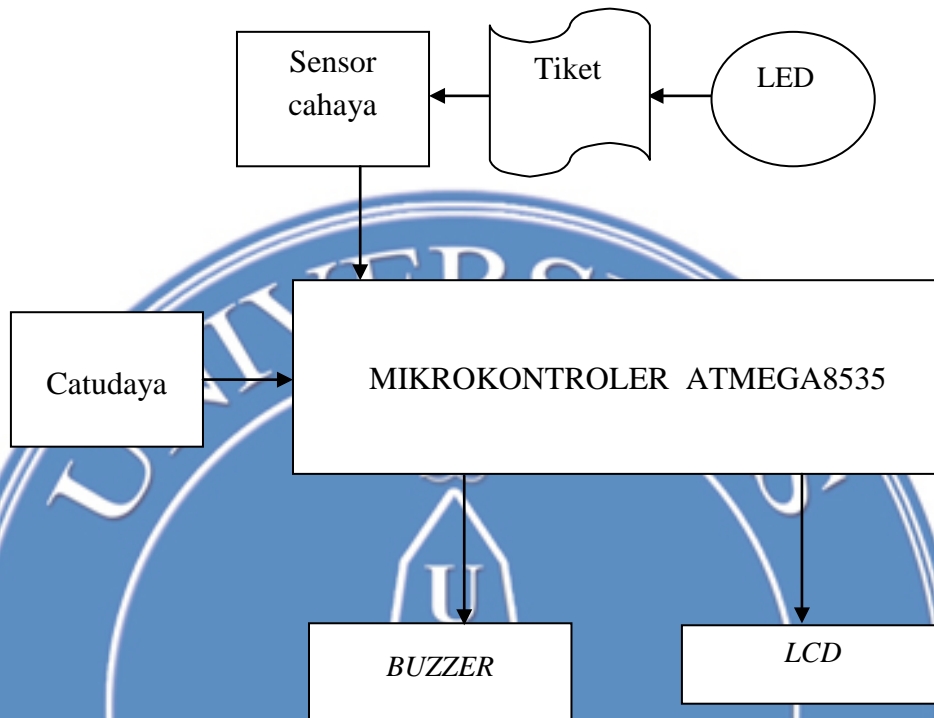 Sensor
cahaya
Tiket
LED
Catudaya
MIKROKONTROLER ATMEGA8535
BUZZER
LCD
U